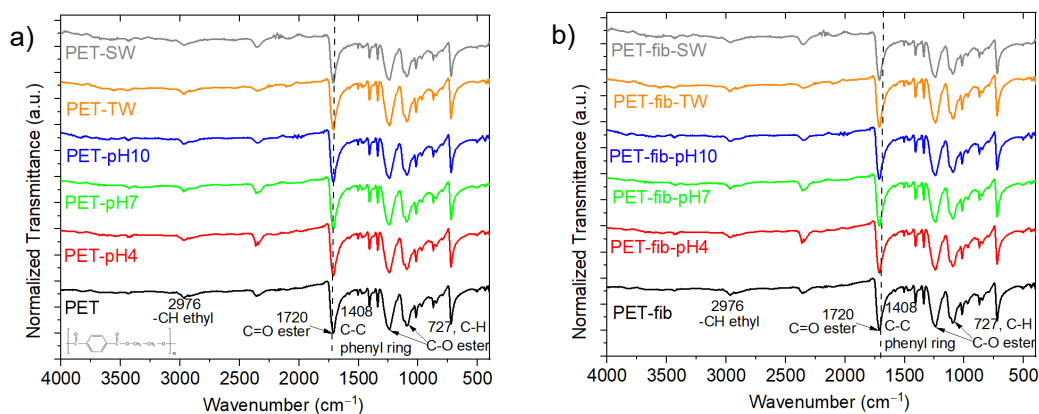 a)
Normalized Transmittance (a.u.)
PET-SW
PET-TW
PET-pH10
PET-pH7
PET-pH4
PET
2976
-CH ethyl
1720
C=O ester
1408
C-C
phenyl ring
727, C-H
C-O ester
n
4000 3500 3000 2500 2000 1500 1000 500
Wavenumber (cm⁻¹)
b)
Normalized Transmittance (a.u.)
PET-fib-SW
PET-fib-TW
PET-fib-pH10
PET-fib-pH7
PET-fib-pH4
PET-fib
2976
-CH ethyl
1720
C=O ester
1408
C-C
phenyl ring
727, C-H
C-O ester
4000 3500 3000 2500 2000 1500 1000 500
Wavenumber (cm⁻¹)